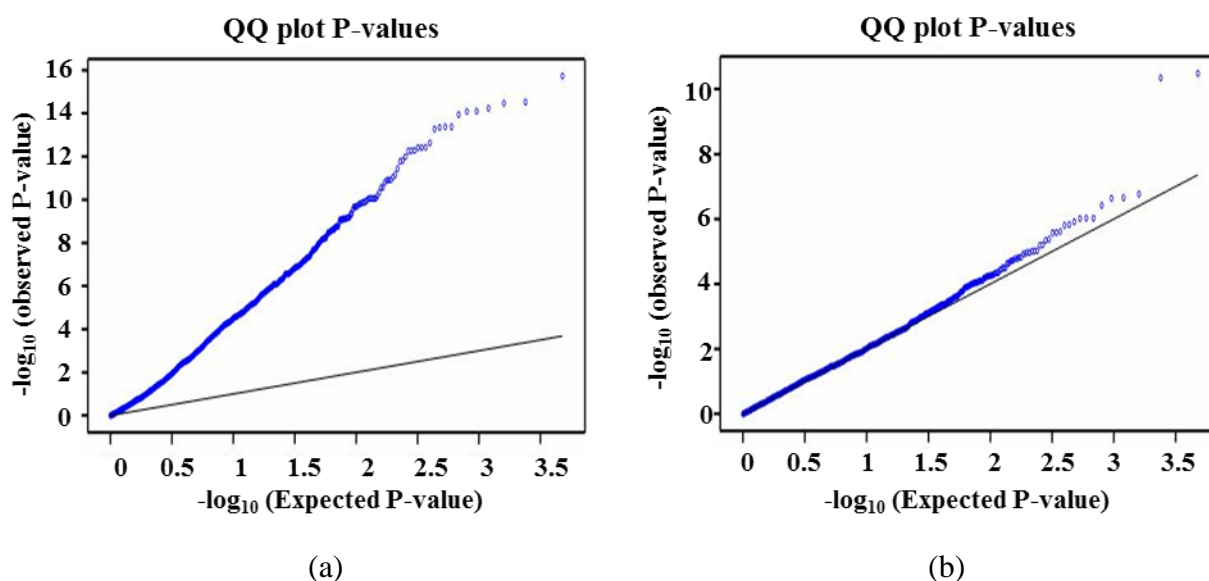 QQ plot P-values
16
14
12
10
8
6
4
2
0
-log10 (observed P-value)
0 0.5 1 1.5 2 2.5 3 3.5
-log10 (Expected P-value)
(a)
QQ plot P-values
10
8
6
4
2
0
-log10 (observed P-value)
0 0.5 1 1.5 2 2.5 3 3.5
-log10 (Expected P-value)
(b)